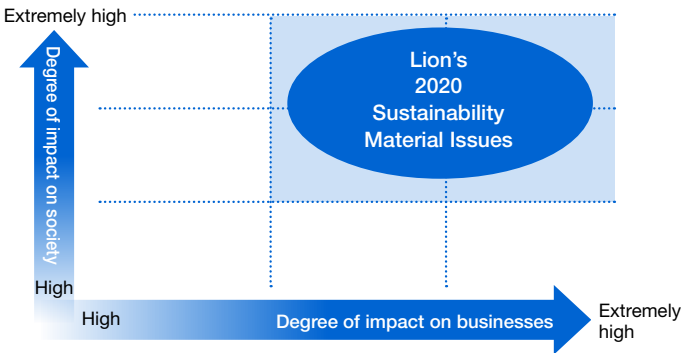 Extremely high
Degree of impact on society
High
Lion's
2020
Sustainability
Material Issues
High
Degree of impact on businesses
Extremely
high